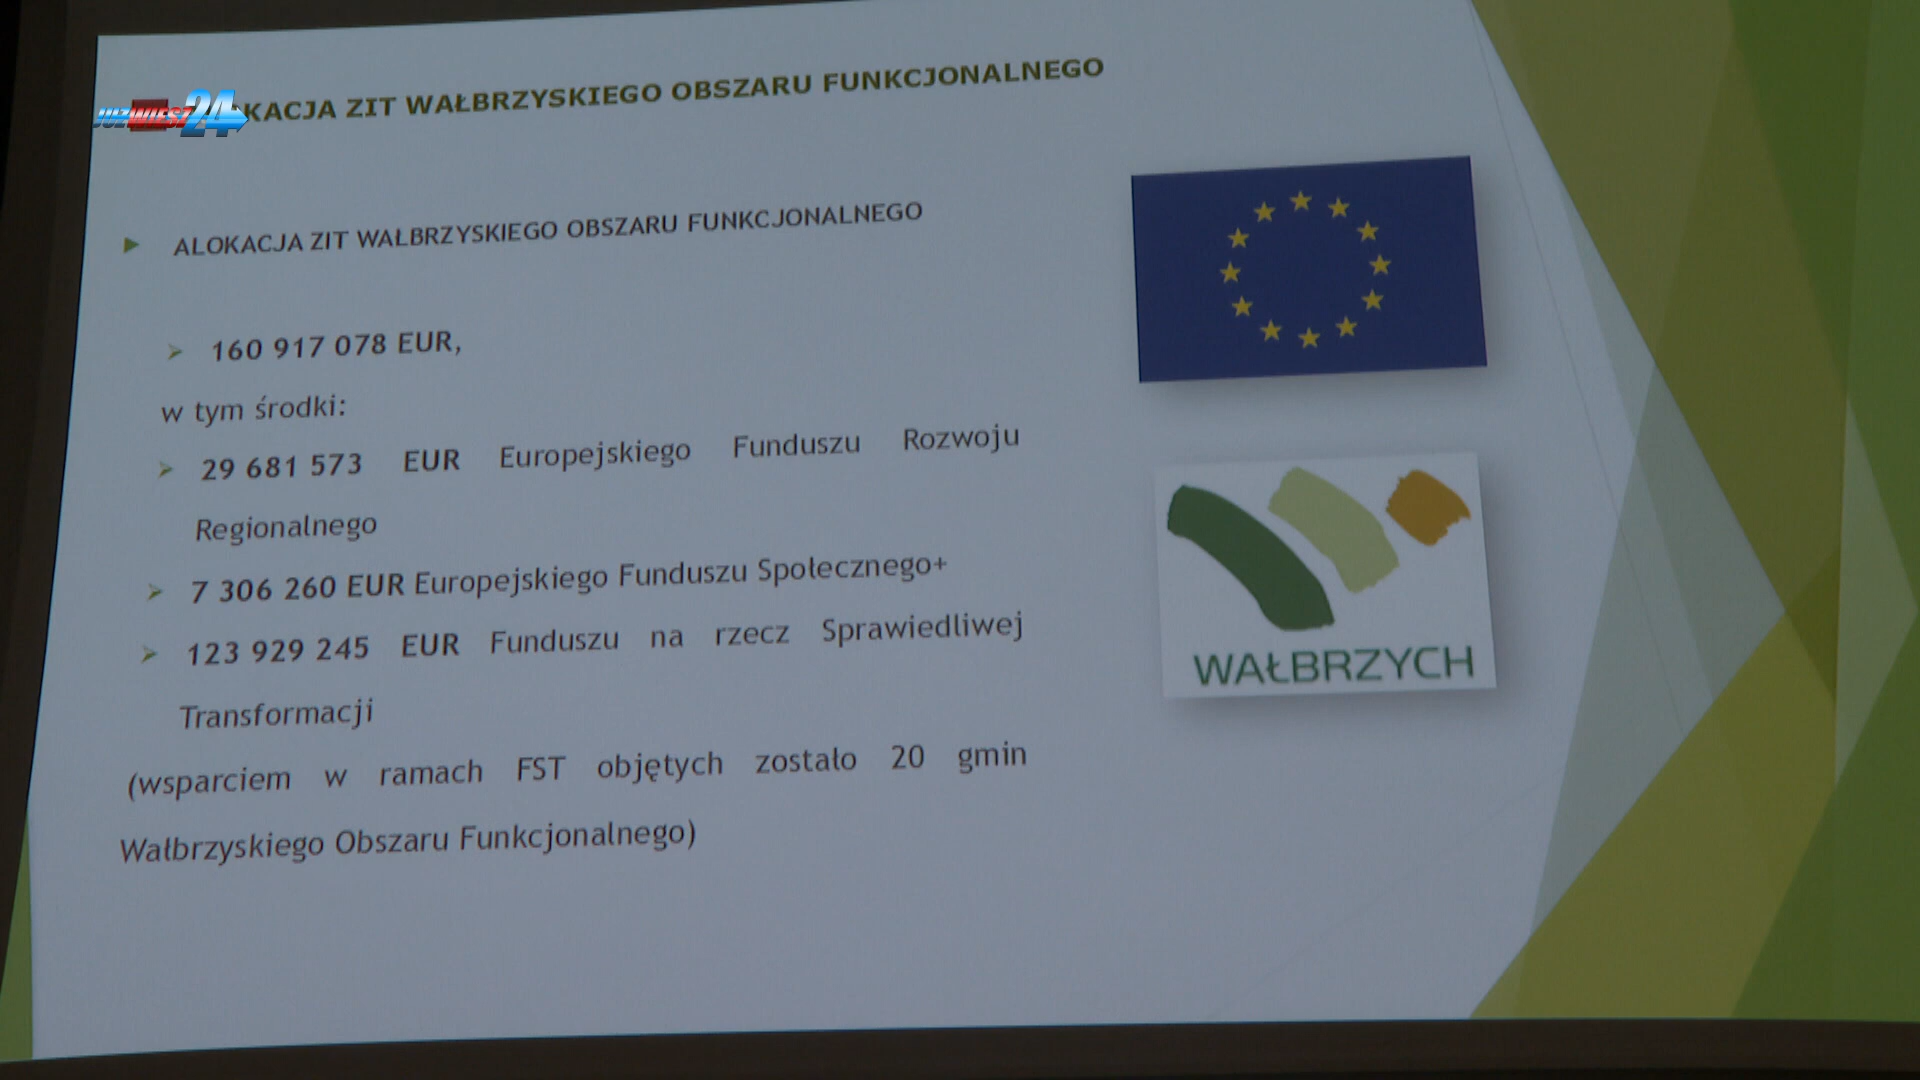 JUŻ WIESZ 24
KACJA ZIT WAŁBRZYSKIEGO OBSZARU FUNKCJONALNEGO
ALOKACJA ZIT WAŁBRZYSKIEGO OBSZARU FUNKCJONALNEGO
160 917 078 EUR,
w tym środki:
29 681 573 EUR Europejskiego Funduszu Rozwoju
Regionalnego
7 306 260 EUR Europejskiego Funduszu Społecznego+
123 929 245 EUR Funduszu na rzecz Sprawiedliwej
Transformacji
(wsparciem w ramach FST objętych zostało 20 gmin
Wałbrzyskiego Obszaru Funkcjonalnego)
WAŁBRZYCH